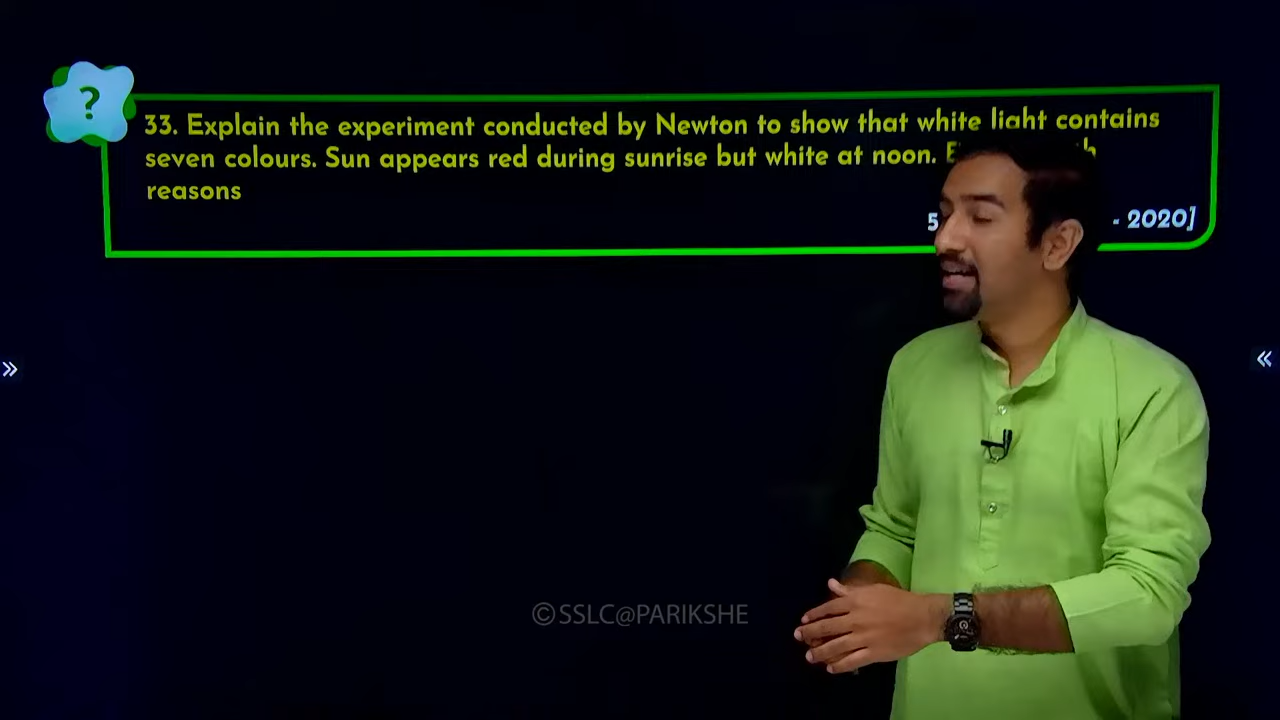 ?
33. Explain the experiment conducted by Newton to show that white light contains
seven colours. Sun appears red during sunrise but white at noon.
reasons
5 - 2020]
»
«
©SSLC@PARIKSHE